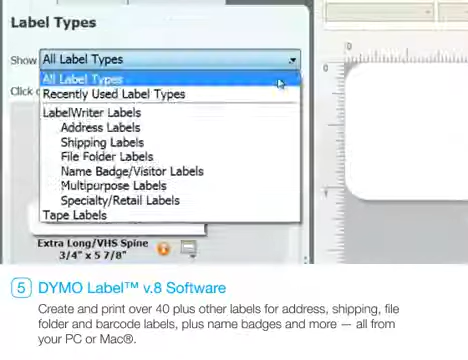 Label Types
Show All Label Types
All Label Types
Recently Used Label Types
Click
LabelWriter Labels
Address Labels
Shipping Labels
File Folder Labels
Name Badge/Visitor Labels
Multipurpose Labels
Specialty/Retail Labels
Tape Labels
Extra Long/VHS Spine
3/4" x 5 7/8"
0
0
5 DYMO Label™ v.8 Software
Create and print over 40 plus other labels for address, shipping, file
folder and barcode labels, plus name badges and more — all from
your PC or Mac®.